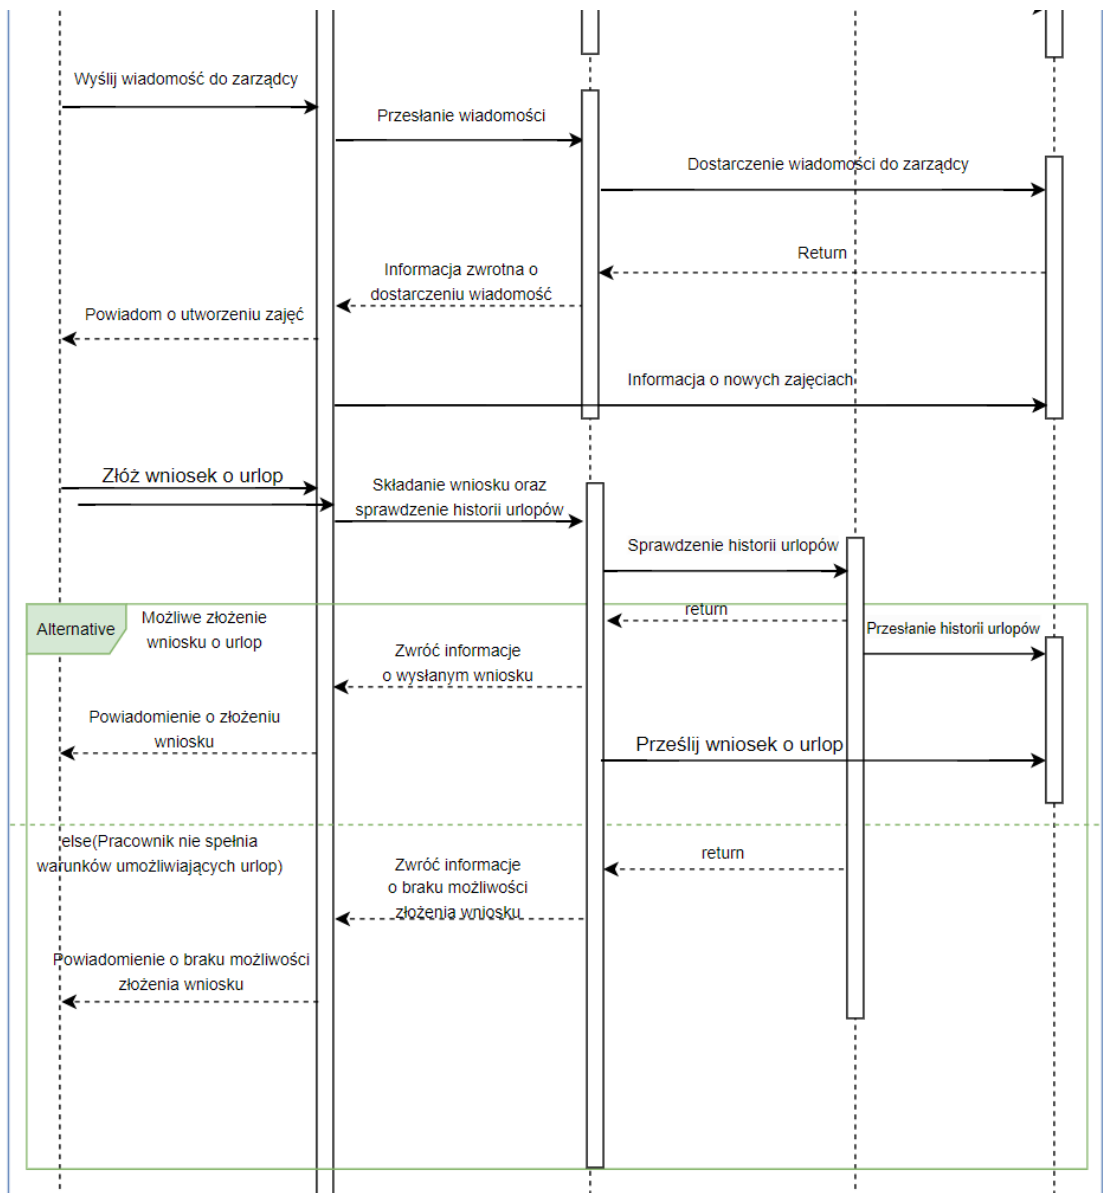 Wyślij wiadomość do zarządcy
Przesłanie wiadomości
Dostarczenie wiadomości do zarządcy
Return
Informacja zwrotna o
dostarczeniu wiadomość
Powiadom o utworzeniu zajęć
Informacja o nowych zajęciach
Złóż wniosek o urlop
Składanie wniosku oraz
sprawdzenie historii urlopów
Sprawdzenie historii urlopów
return
Alternative
Możliwe złożenie
wniosku o urlop
Przesłanie historii urlopów
Zwróć informacje
o wysłanym wniosku
Powiadomienie o złożeniu
wniosku
Prześlij wniosek o urlop
else(Pracownik nie spełnia
warunków umożliwiających urlop)
return
Zwróć informacje
o braku możliwości
złożenia wniosku
Powiadomienie o braku możliwości
złożenia wniosku